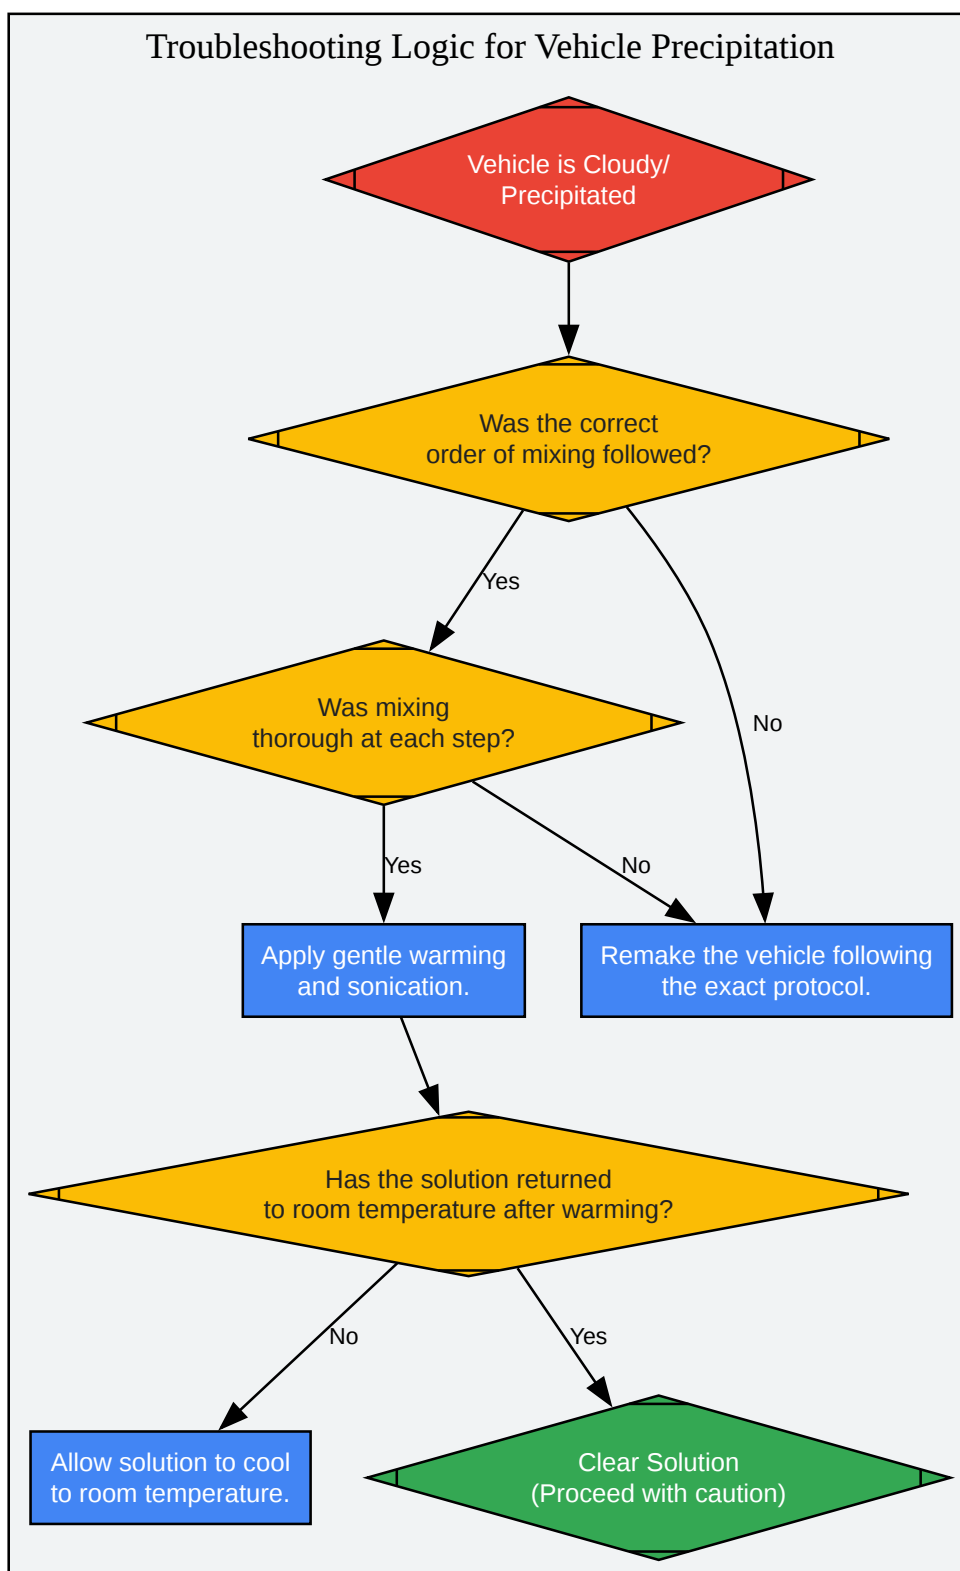 Troubleshooting Logic for Vehicle Precipitation
Vehicle is Cloudy/
Precipitated
Was the correct
order of mixing followed?
Yes
No
Was mixing
thorough at each step?
Yes
No
Apply gentle warming
and sonication.
Remake the vehicle following
the exact protocol.
Has the solution returned
to room temperature after warming?
No
Yes
Allow solution to cool
to room temperature.
Clear Solution
(Proceed with caution)